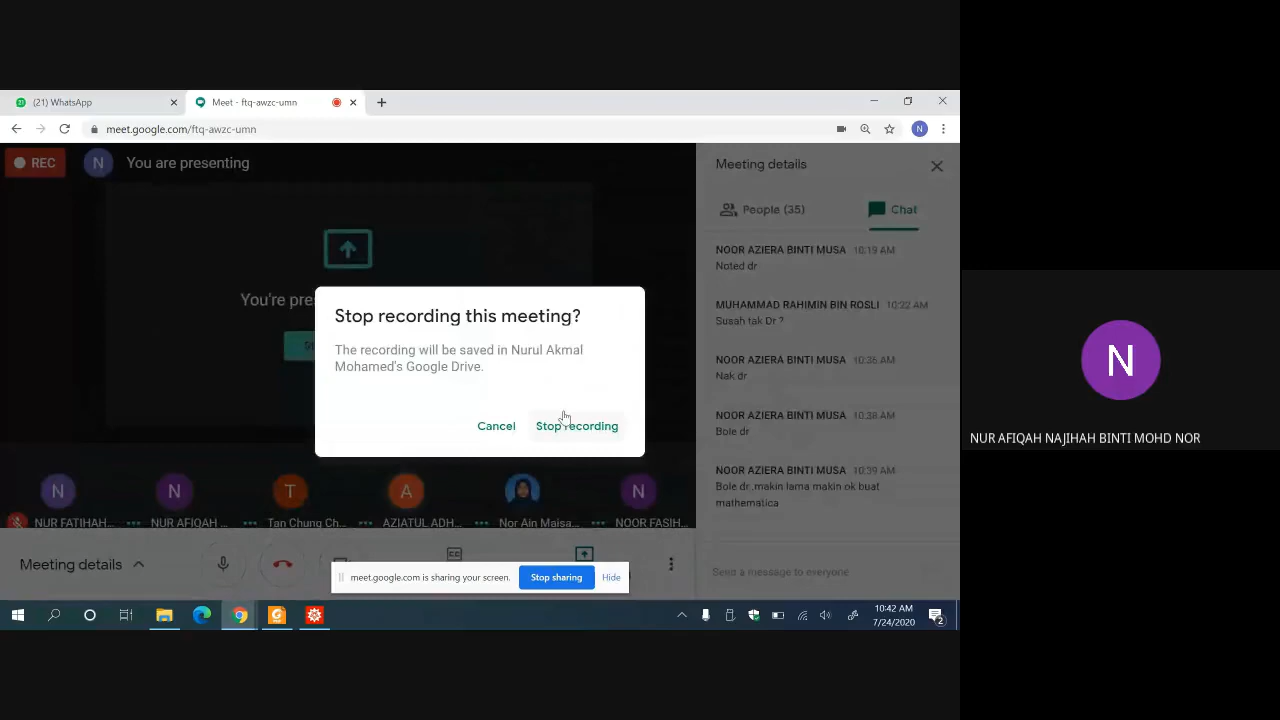 (21) WhatsApp
Meet - ftq-awzc-umn
meet.google.com/ftq-awzc-umn
N
REC
N
You are presenting
Meeting details
People (35)
Chat
NOOR AZIERA BINTI MUSA 10:19 AM
Noted dr
MUHAMMAD RAHIMIN BIN ROSLI 10:22 AM
Susah tak Dr ?
NOOR AZIERA BINTI MUSA 10:36 AM
Nak dr
NOOR AZIERA BINTI MUSA 10:38 AM
Bole dr
NOOR AZIERA BINTI MUSA 10:39 AM
Bole dr..makin lama makin ok buat
mathematica
Send a message to everyone
You're pres
Stop recording this meeting?
The recording will be saved in Nurul Akmal
Mohamed's Google Drive.
Cancel
Stop recording
N
N
T
A
N
NUR FATIHAH...
NUR AFIQAH ...
Tan Chung Ch...
AZIATUL ADH...
Nor Ain Maisa...
NOOR FASIH...
Meeting details
meet.google.com is sharing your screen.
Stop sharing
Hide
10:42 AM
7/24/2020
2
N
NUR AFIQAH NAJIHAH BINTI MOHD NOR